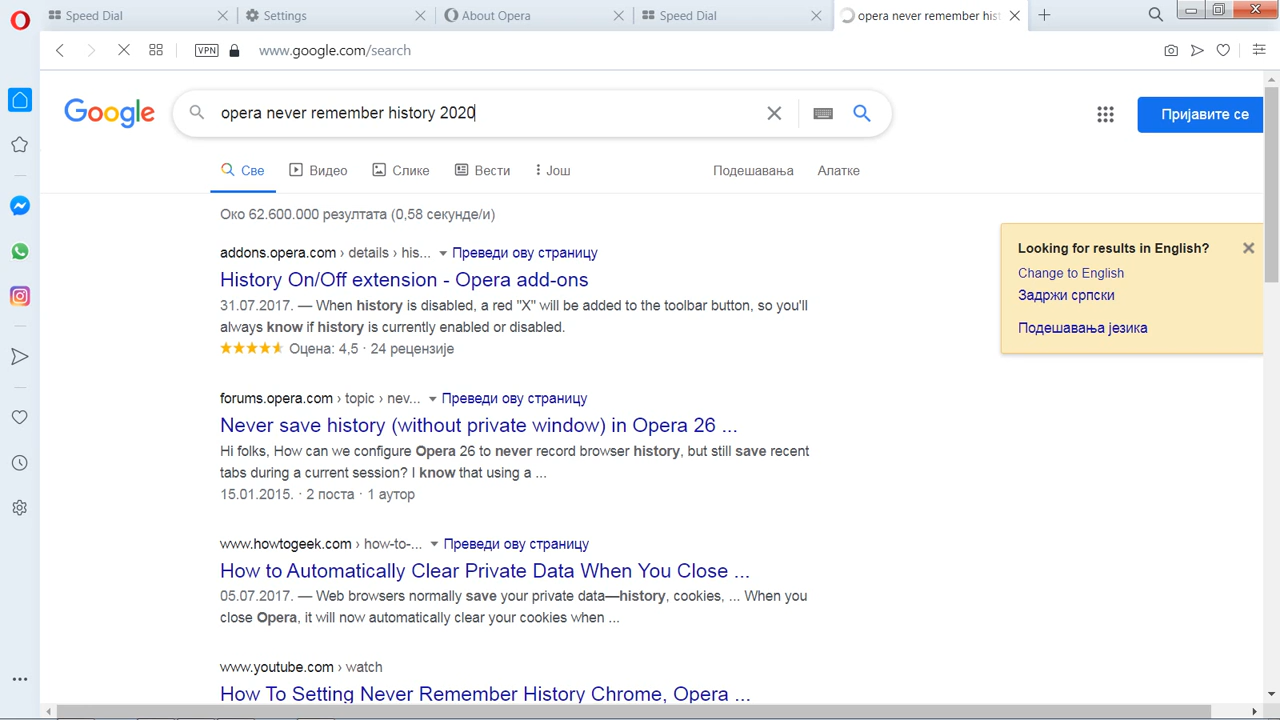 Speed Dial
Settings
About Opera
Speed Dial
opera never remember his
VPN
www.google.com/search
Google
opera never remember history 2020
Пријавите се
Све
Видео
Слике
Вести
Још
Подешавања
Алатке
Око 62.600.000 резултата (0,58 секунде/и)
addons.opera.com › details › his... Преведи ову страницу
History On/Off extension - Opera add-ons
31.07.2017. — When history is disabled, a red "X" will be added to the toolbar button, so you'll
always know if history is currently enabled or disabled.
Оцена: 4,5 · 24 рецензије
forums.opera.com › topic › nev... Преведи ову страницу
Never save history (without private window) in Opera 26 ...
Hi folks, How can we configure Opera 26 to never record browser history, but still save recent
tabs during a current session? I know that using a ...
15.01.2015. · 2 поста · 1 аутор
www.howtogeek.com › how-to-... Преведи ову страницу
How to Automatically Clear Private Data When You Close ...
05.07.2017. — Web browsers normally save your private data—history, cookies, ... When you
close Opera, it will now automatically clear your cookies when ...
www.youtube.com › watch
How To Setting Never Remember History Chrome, Opera ...
Looking for results in English?
Change to English
Задржи српски
Подешавања језика